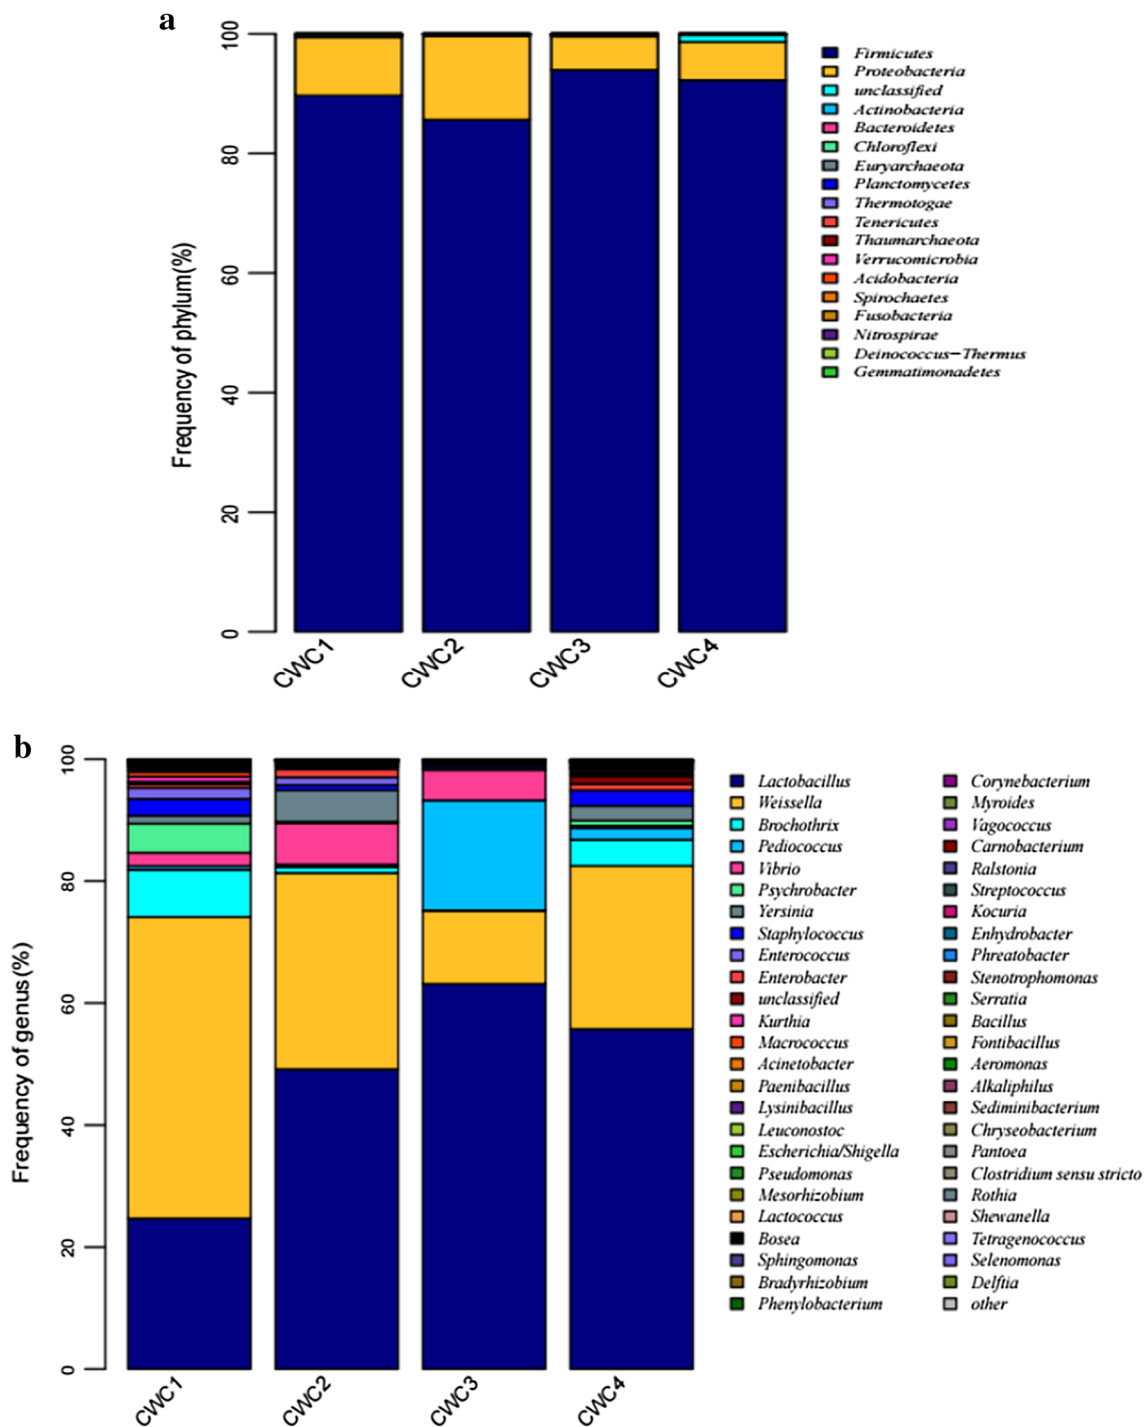 a
Frequency of phylum(%)
100
80
60
40
20
0
CWC1
CWC2
CWC3
CWC4
Firmicutes
Proteobacteria
unclassified
Actinobacteria
Bacteroidetes
Chloroflexi
Euryarchaeota
Planctomycetes
Thermotogae
Tenericutes
Thaumarchaeota
Verrucomicrobia
Acidobacteria
Spirochaetes
Fusobacteria
Nitrospirae
Deinococcus−Thermus
Gemmatimonadetes
b
Frequency of genus(%)
100
80
60
40
20
0
CWC1
CWC2
CWC3
CWC4
Lactobacillus
Weissella
Brochothrix
Pediococcus
Vibrio
Psychrobacter
Yersinia
Staphylococcus
Enterococcus
Enterobacter
unclassified
Kurthia
Macrococcus
Acinetobacter
Paenibacillus
Lysinibacillus
Leuconostoc
Escherichia/Shigella
Pseudomonas
Mesorhizobium
Lactococcus
Bosea
Sphingomonas
Bradyrhizobium
Phenylobacterium
Corynebacterium
Myroides
Vagococcus
Carnobacterium
Ralstonia
Streptococcus
Kocuria
Enhydrobacter
Phreatobacter
Stenotrophomonas
Serratia
Bacillus
Fontibacillus
Aeromonas
Alkaliphilus
Sediminibacterium
Chryseobacterium
Pantoea
Clostridium sensu stricto
Rothia
Shewanella
Tetragenococcus
Selenomonas
Delftia
other